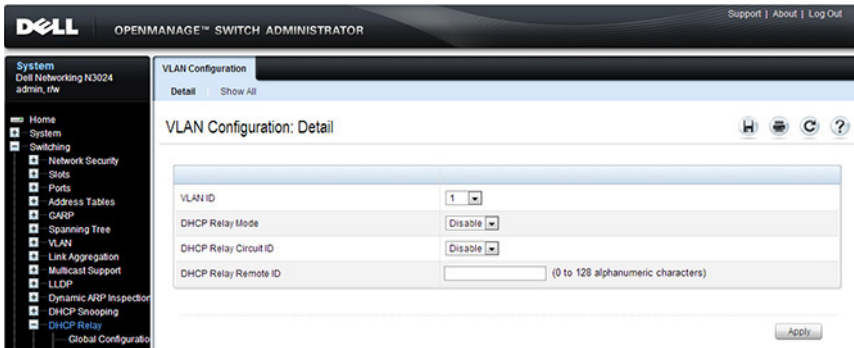 Support | About | Log Out
DELL OPENMANAGE™ SWITCH ADMINISTRATOR
System
Dell Networking N3024
admin, r/w
Home
System
Switching
Network Security
Slots
Ports
Address Tables
GARP
Spanning Tree
VLAN
Link Aggregation
Multicast Support
LLDP
Dynamic ARP Inspection
DHCP Snooping
DHCP Relay
Global Configuratio
VLAN Configuration
Detail Show All
VLAN Configuration: Detail
VLAN ID 1
DHCP Relay Mode Disable
DHCP Relay Circuit ID Disable
DHCP Relay Remote ID (0 to 128 alphanumeric characters)
Apply